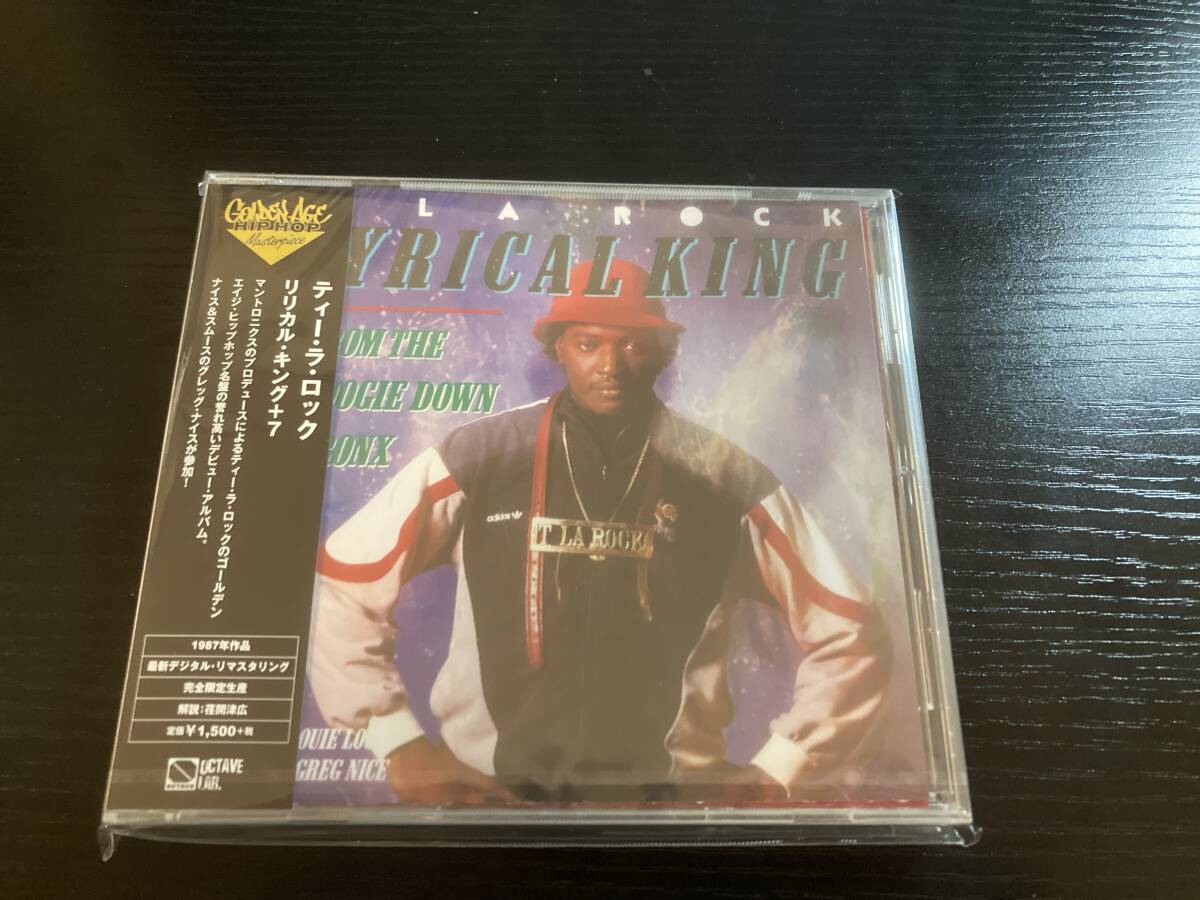 GOLDEN AGE
HIPHOP
Masterpiece
ティー・ラ・ロック
リリカル・キング+7
マントロニクスのプロデュースによるティー・ラ・ロックのゴールデン
エイジ・ヒップホップ名盤の誉れ高いデビュー・アルバム。
ナイス&スムースのグレッグ・ナイスが参加!
1987年作品
最新デジタル・リマスタリング
完全限定生産
解説:荏開津広
定価¥1,500+税
OCTAVE
LAB.
LA ROCK
YRICAL KING
OM THE
OGIE DOWN
RONX
adidas
T LA ROCK
OUIE LOU
GREG NICE